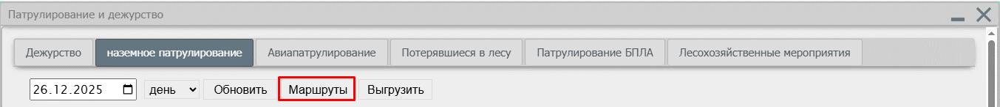 Патрулирование и дежурство
Дежурство наземное патрулирование Авиапатрулирование Потерявшиеся в лесу Патрулирование БПЛА Лесохозяйственные мероприятия
26.12.2025 день Обновить Маршруты Выгрузить